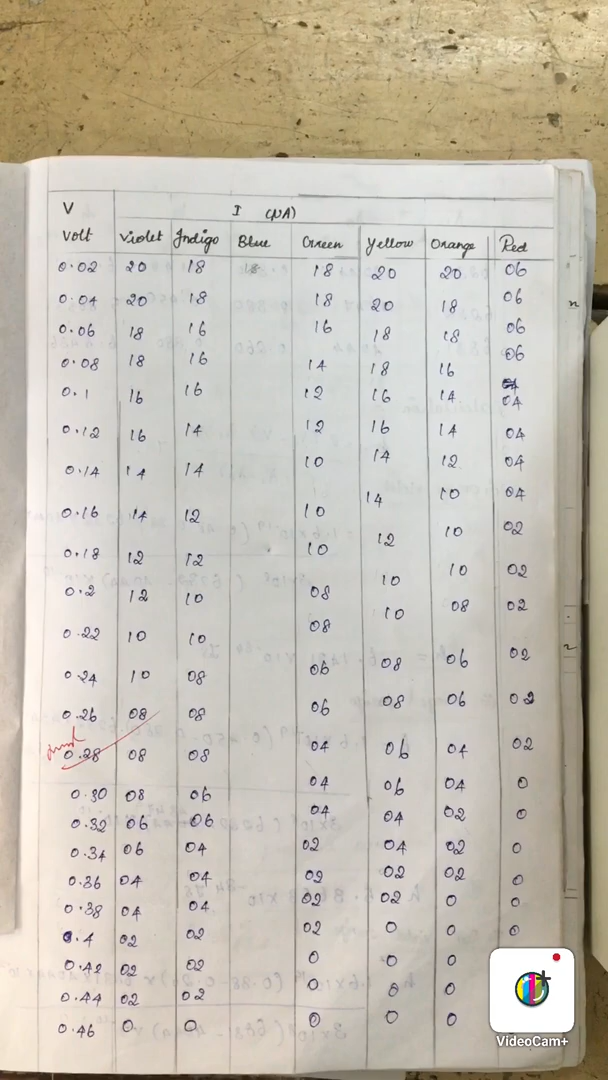 V I (μA)
Volt Violet Indigo Blue Green Yellow Orange Red
0.02 20 18 18 18 20 20 06
0.04 20 18 18 20 18 06
0.06 18 16 16 18 18 06
0.08 18 16 14 18 16 06
0.1 16 16 12 16 14 04
0.12 16 14 12 16 14 04
0.14 14 14 10 14 12 04
0.16 14 12 10 14 10 04
0.18 12 12 10 12 10 02
0.2 12 10 08 10 10 02
0.22 10 10 08 10 08 02
0.24 10 08 06 08 06 02
0.26 08 08 06 08 06 02
0.28 08 08 04 06 04 02
0.30 08 06 04 06 04 0
0.32 06 06 04 04 02 0
0.34 06 04 02 04 02 0
0.36 04 04 02 02 02 0
0.38 04 04 02 02 0 0
0.4 02 02 02 0 0 0
0.42 02 02 0 0 0
0.44 02 02 0 0 0
0.46 0 0 0 0 0
VideoCam+